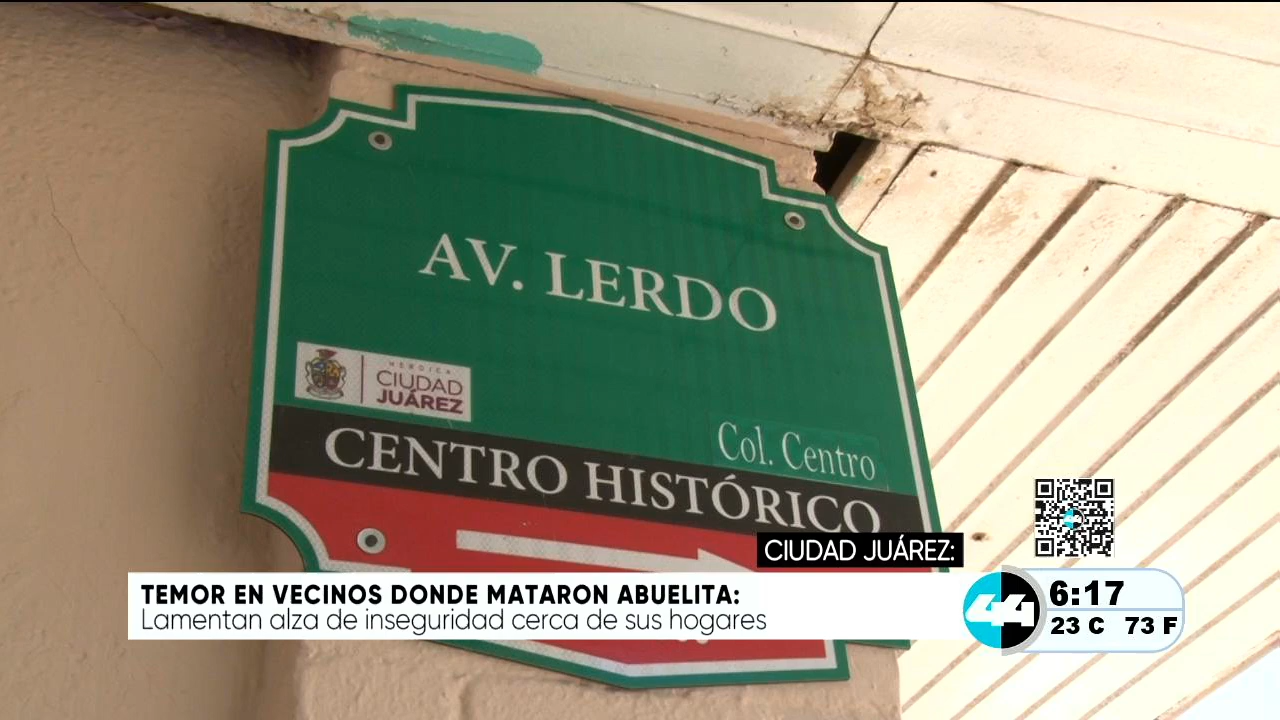 AV. LERDO
HERÓICA
CIUDAD
JUÁREZ
Col. Centro
CENTRO HISTÓRICO
CIUDAD JUÁREZ:
TEMOR EN VECINOS DONDE MATARON ABUELITA:
Lamentan alza de inseguridad cerca de sus hogares
44
6:17
23 C 73 F